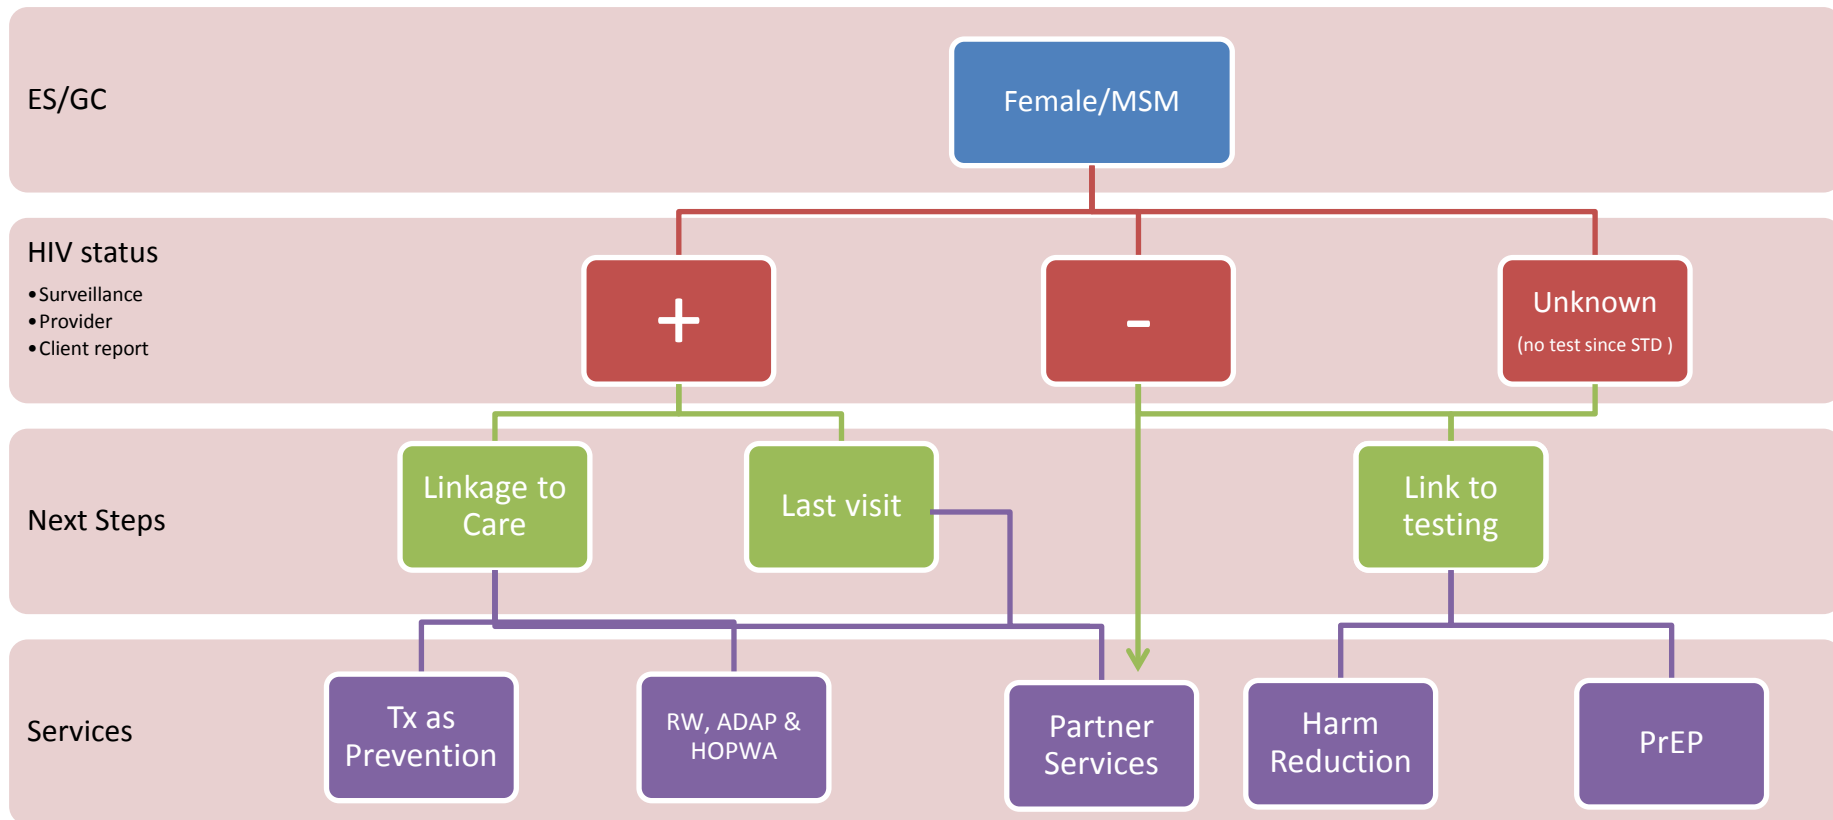 ES/GC
Female/MSM
HIV status
•Surveillance
•Provider
•Client report
+
-
Unknown
(no test since STD )
Next Steps
Linkage to
Care
Last visit
Link to
testing
Services
Tx as
Prevention
RW, ADAP &
HOPWA
Partner
Services
Harm
Reduction
PrEP